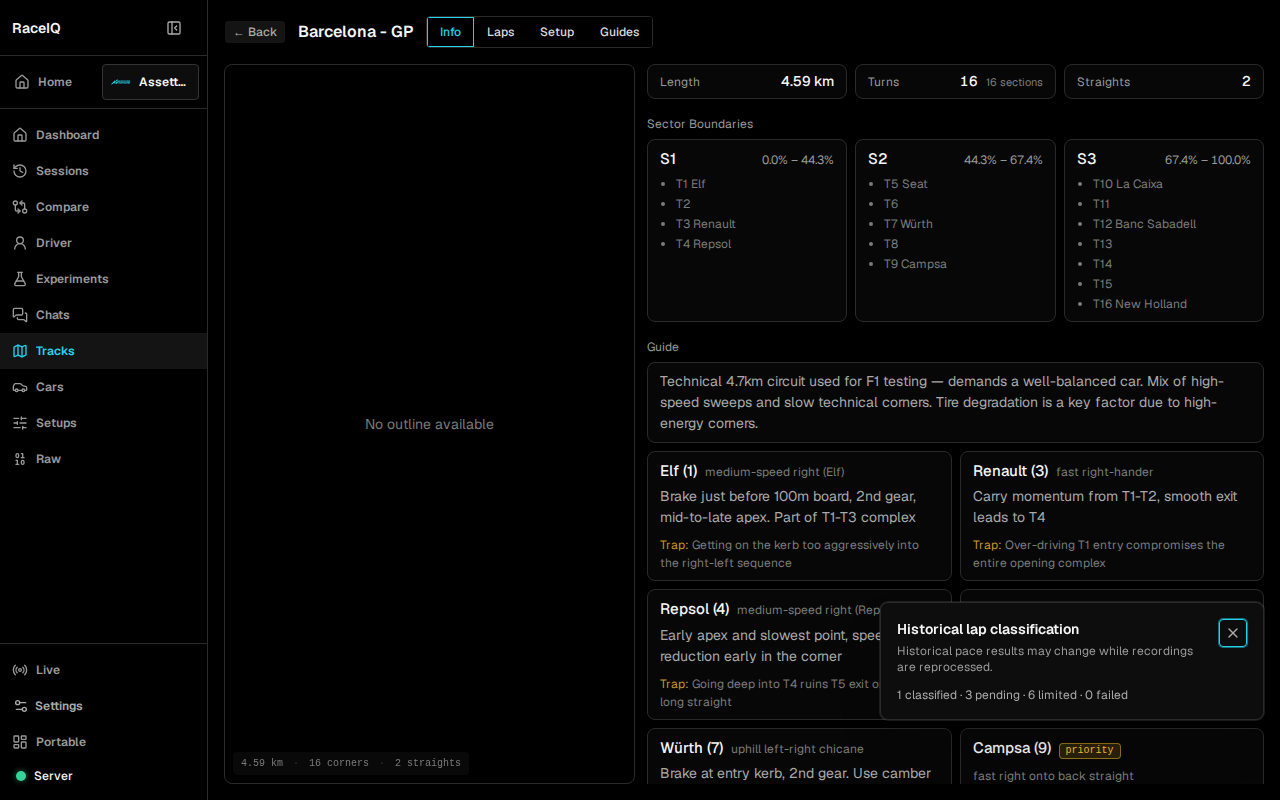 RaceIQ
Home
Assett...
Dashboard
Sessions
Compare
Driver
Experiments
Chats
Tracks
Cars
Setups
Raw
Live
Settings
Portable
Server
← Back
Barcelona - GP
Info
Laps
Setup
Guides
No outline available
4.59 km · 16 corners · 2 straights
Length 4.59 km
Turns 16 16 sections
Straights 2
Sector Boundaries
S1 0.0% – 44.3%
• T1 Elf
• T2
• T3 Renault
• T4 Repsol
S2 44.3% – 67.4%
• T5 Seat
• T6
• T7 Würth
• T8
• T9 Campsa
S3 67.4% – 100.0%
• T10 La Caixa
• T11
• T12 Banc Sabadell
• T13
• T14
• T15
• T16 New Holland
Guide
Technical 4.7km circuit used for F1 testing — demands a well-balanced car. Mix of high-
speed sweeps and slow technical corners. Tire degradation is a key factor due to high-
energy corners.
Elf (1) medium-speed right (Elf)
Brake just before 100m board, 2nd gear,
mid-to-late apex. Part of T1-T3 complex
Trap: Getting on the kerb too aggressively into
the right-left sequence
Renault (3) fast right-hander
Carry momentum from T1-T2, smooth exit
leads to T4
Trap: Over-driving T1 entry compromises the
entire opening complex
Repsol (4) medium-speed right (Rep
Early apex and slowest point, spee
reduction early in the corner
Trap: Going deep into T4 ruins T5 exit o
long straight
Historical lap classification
Historical pace results may change while recordings
are reprocessed.
1 classified · 3 pending · 6 limited · 0 failed
Würth (7) uphill left-right chicane
Brake at entry kerb, 2nd gear. Use camber
Campsa (9) priority
fast right onto back straight